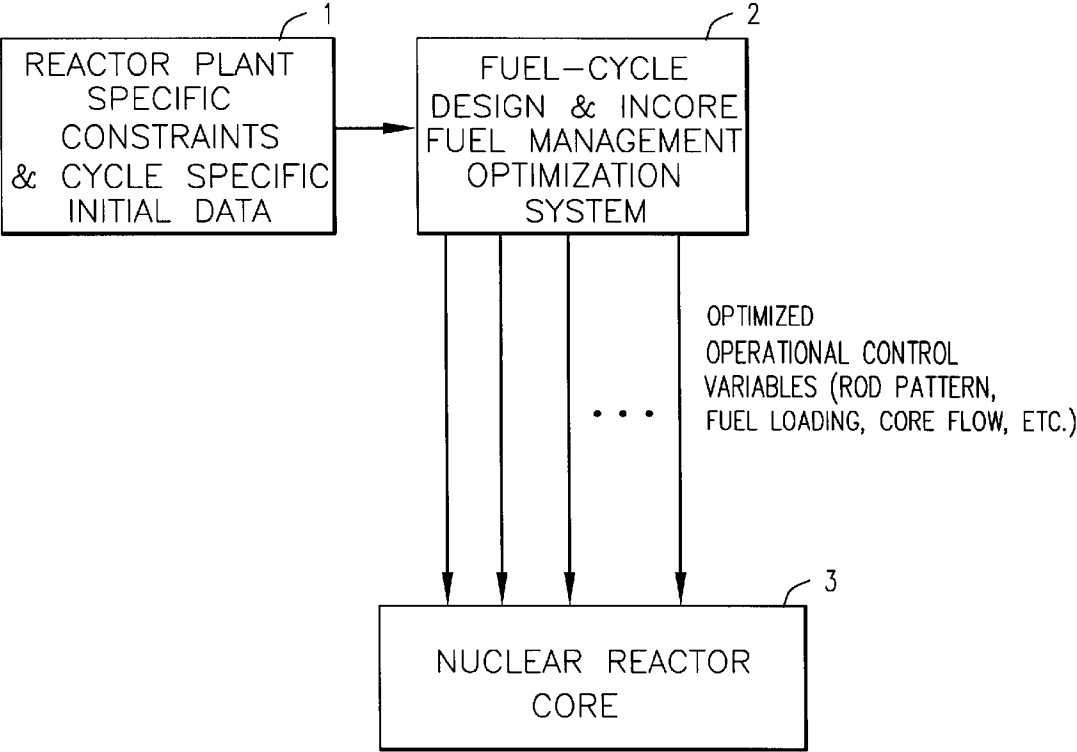 1
REACTOR PLANT
SPECIFIC
CONSTRAINTS
& CYCLE SPECIFIC
INITIAL DATA
2
FUEL-CYCLE
DESIGN & INCORE
FUEL MANAGEMENT
OPTIMIZATION
SYSTEM
OPTIMIZED
OPERATIONAL CONTROL
VARIABLES (ROD PATTERN,
FUEL LOADING, CORE FLOW, ETC.)
...
3
NUCLEAR REACTOR
CORE